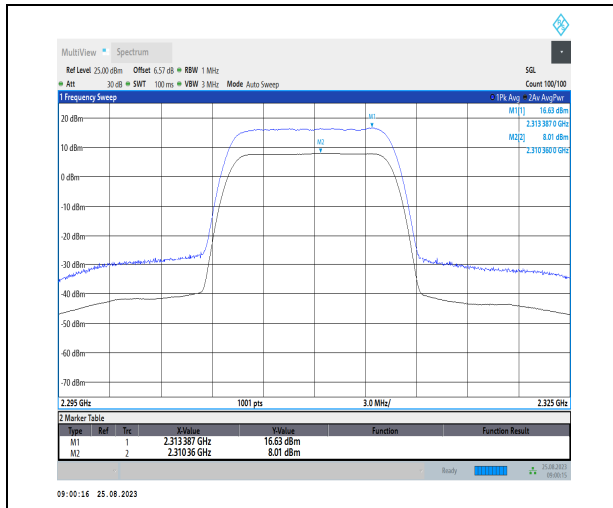 MultiView Spectrum
Ref Level 25.00 dBm Offset 6.57 dB RBW 1 MHz SGL
Att 30 dB SWT 100 ms VBW 3 MHz Mode Auto Sweep Count 100/100
1 Frequency Sweep 1Pk Avg 2Av AvgPwr
M1[1] 16.63 dBm
2.313 387 0 GHz
M2[2] 8.01 dBm
2.310 360 0 GHz
20 dBm
M1
10 dBm
M2
0 dBm
-10 dBm
-20 dBm
-30 dBm
-40 dBm
-50 dBm
-60 dBm
-70 dBm
2.295 GHz 1001 pts 3.0 MHz/ 2.325 GHz
2 Marker Table
Type Ref Trc X-Value Y-Value Function Function Result
M1 1 2.313 387 GHz 16.63 dBm
M2 2 2.310 36 GHz 8.01 dBm
Ready 25.08.2023
09:00:15
09:00:16 25.08.2023